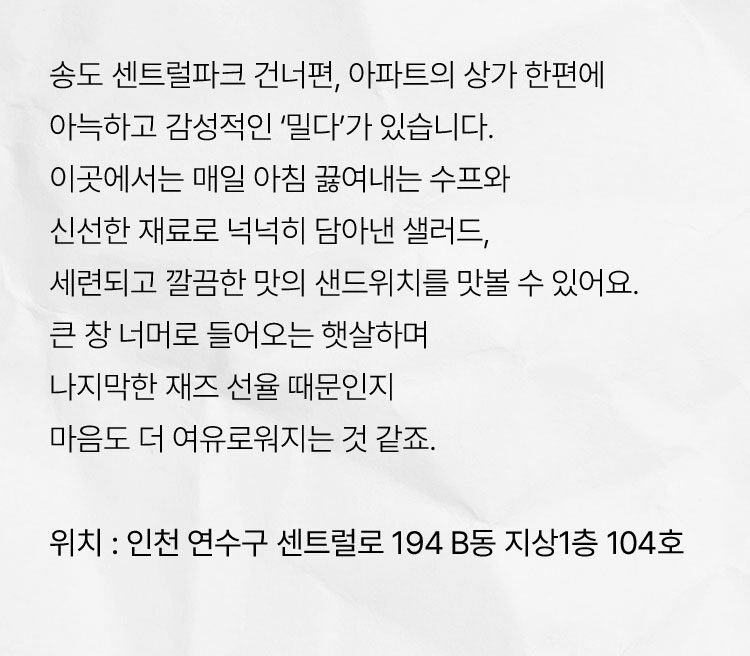 송도 센트럴파크 건너편, 아파트의 상가 한편에
아늑하고 감성적인 ‘밀다’가 있습니다.
이곳에서는 매일 아침 끓여내는 수프와
신선한 재료로 넉넉히 담아낸 샐러드,
세련되고 깔끔한 맛의 샌드위치를 맛볼 수 있어요.
큰 창 너머로 들어오는 햇살하며
나지막한 재즈 선율 때문인지
마음도 더 여유로워지는 것 같죠.
위치 : 인천 연수구 센트럴로 194 B동 지상1층 104호